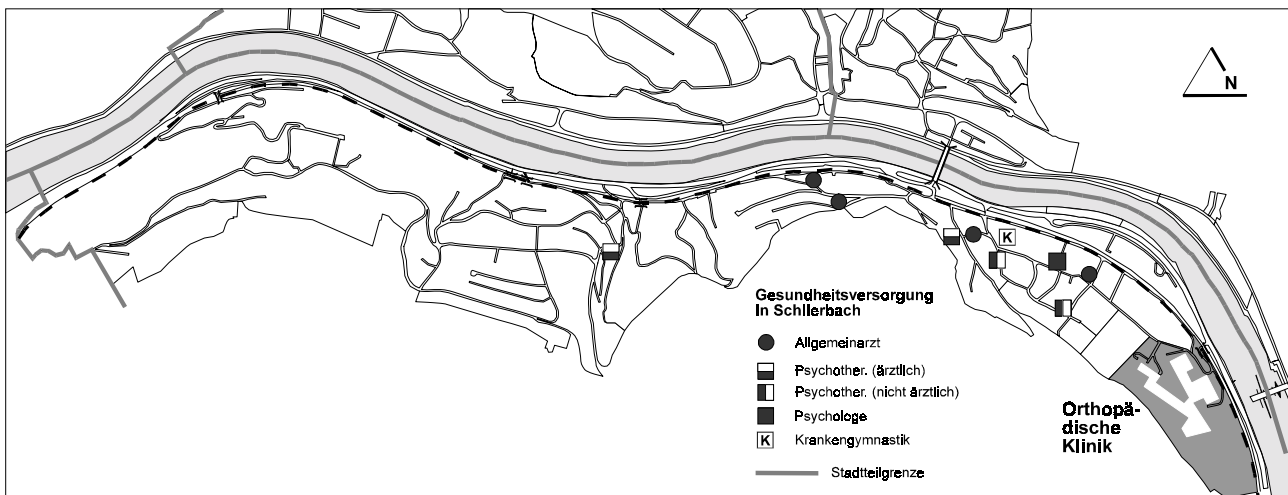 N
K
Gesundheitsversorgung
in Schlierbach
Allgemeinarzt
Psychother. (ärztlich)
Psychother. (nicht ärztlich)
Psychologe
K Krankengymnastik
Stadtteilgrenze
Orthopä-
dische
Klinik